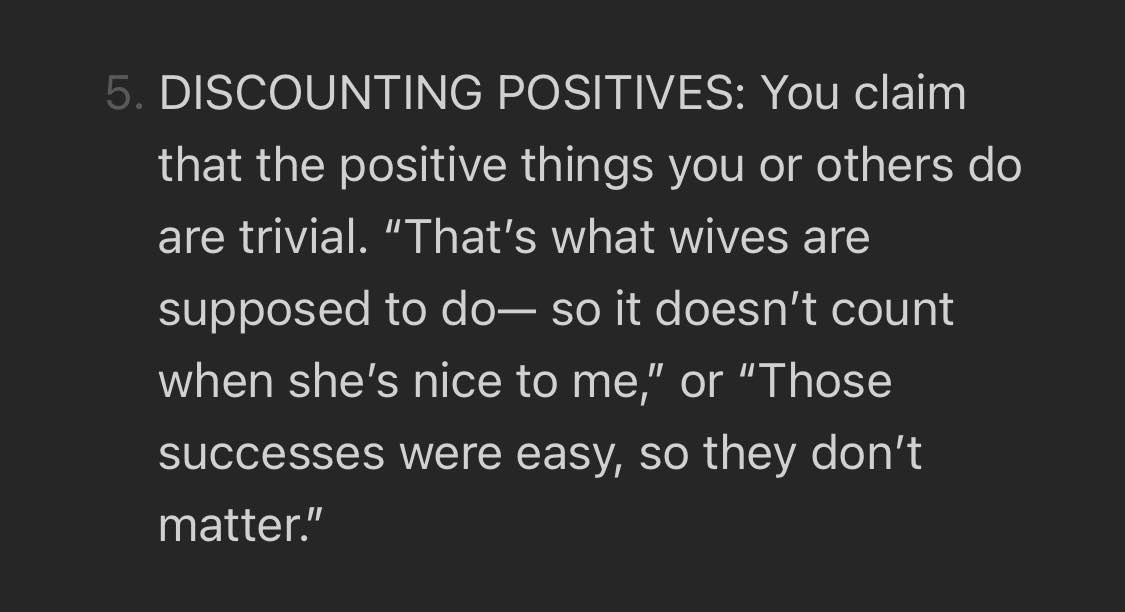 5. DISCOUNTING POSITIVES: You claim
that the positive things you or others do
are trivial. “That’s what wives are
supposed to do— so it doesn’t count
when she’s nice to me,” or “Those
successes were easy, so they don’t
matter.”